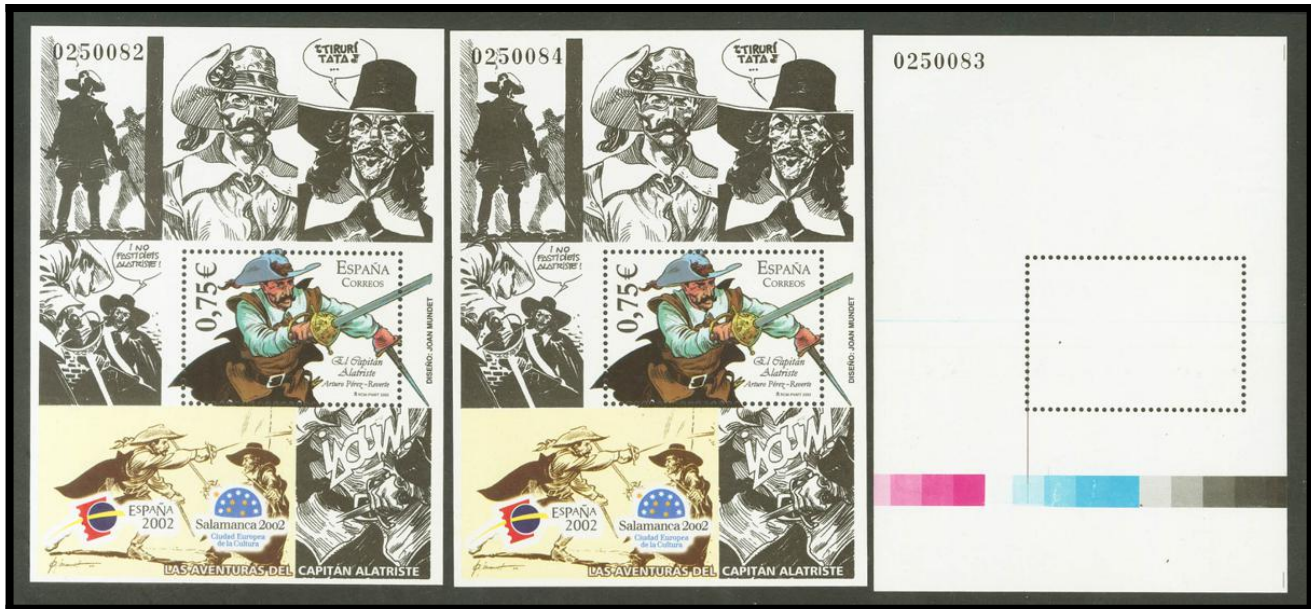 0250082
¡TIRURÍ
TATA!
...
¡NO
FASTIDIÉIS
ALATRISTE!
0,75€
ESPAÑA
CORREOS
El Capitán
Alatriste
Arturo Pérez-Reverte
DISEÑO: JOAN MUNDET
ESPAÑA
2002
Salamanca 2002
Ciudad Europea
de la Cultura
LAS AVENTURAS DEL CAPITÁN ALATRISTE
0250084
¡TIRURÍ
TATA!
...
¡NO
FASTIDIÉIS
ALATRISTE!
0,75€
ESPAÑA
CORREOS
El Capitán
Alatriste
Arturo Pérez-Reverte
DISEÑO: JOAN MUNDET
ESPAÑA
2002
Salamanca 2002
Ciudad Europea
de la Cultura
LAS AVENTURAS DEL CAPITÁN ALATRISTE
0250083